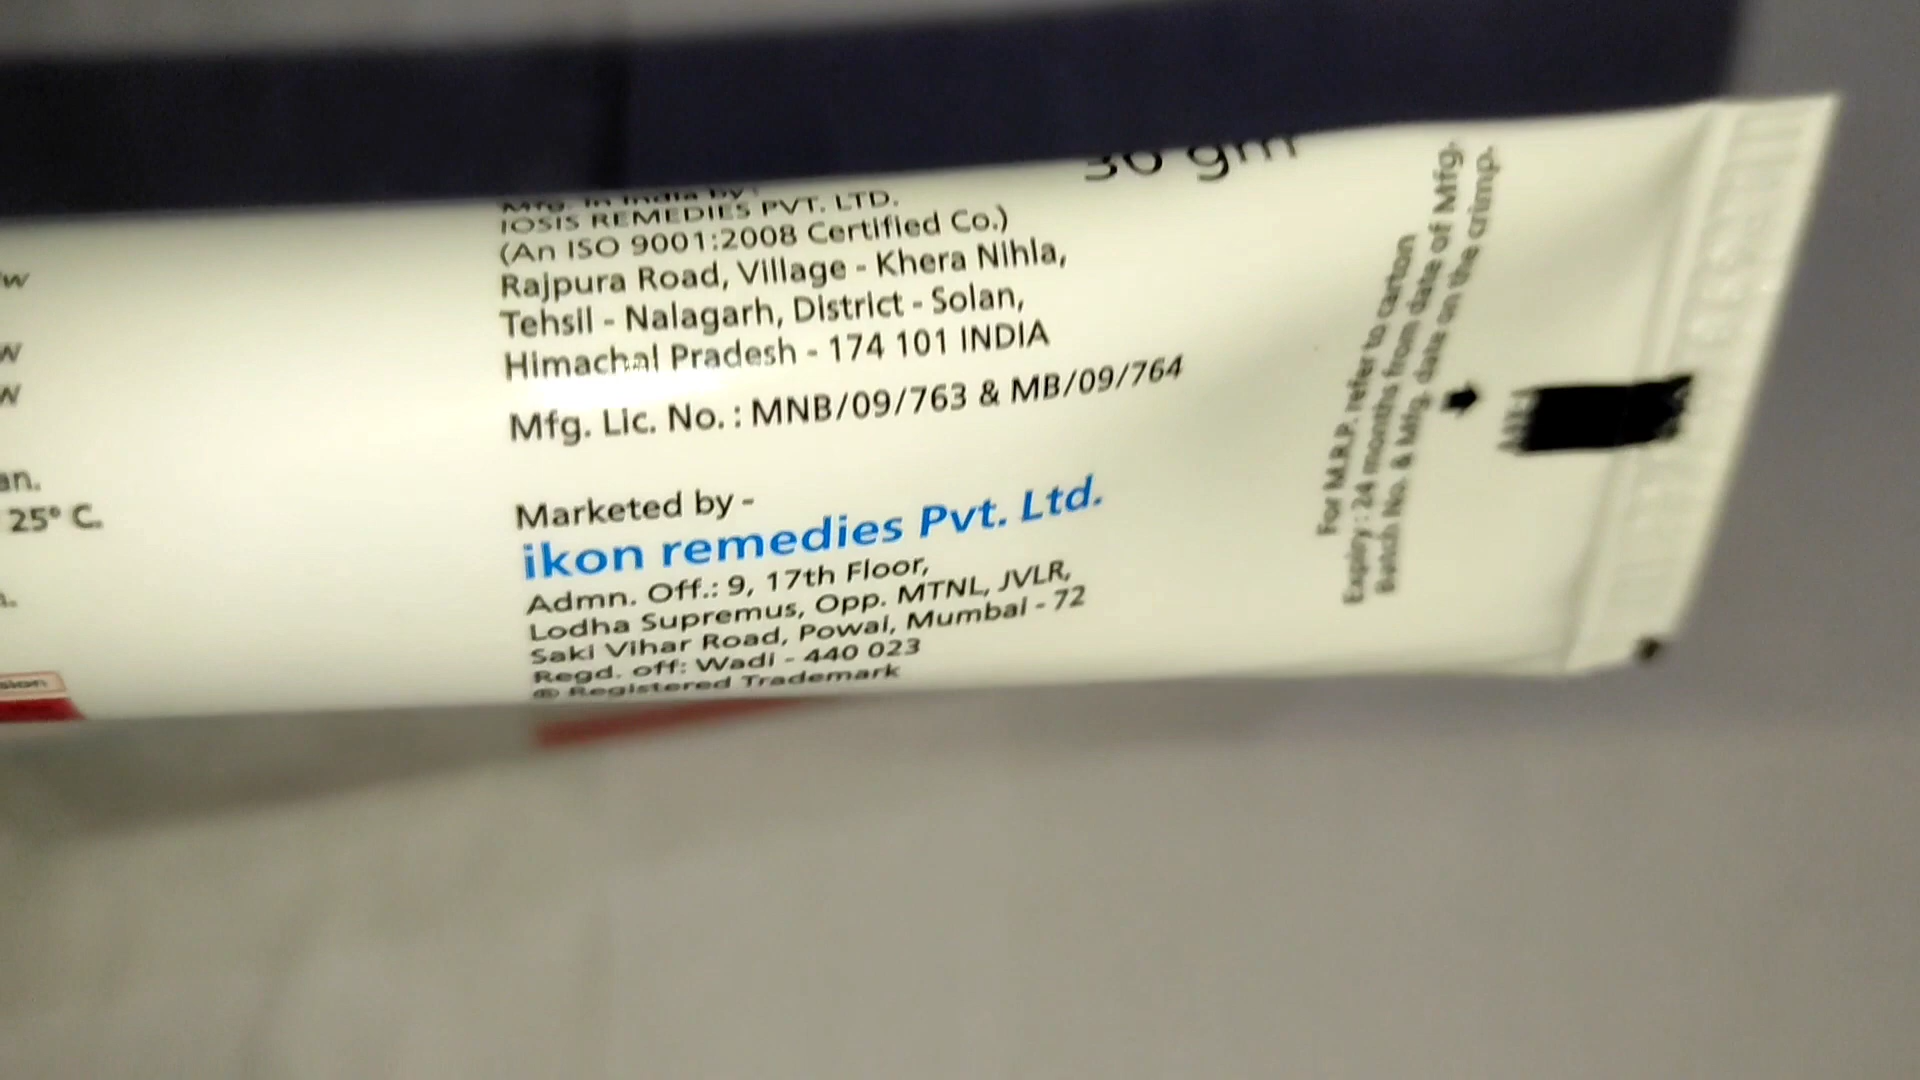 30 gm
Mfg. in India by :
IOSIS REMEDIES PVT. LTD.
(An ISO 9001:2008 Certified Co.)
Rajpura Road, Village - Khera Nihla,
Tehsil - Nalagarh, District - Solan,
Himachal Pradesh - 174 101 INDIA
Mfg. Lic. No. : MNB/09/763 & MB/09/764
Marketed by -
ikon remedies Pvt. Ltd.
Admn. Off.: 9, 17th Floor,
Lodha Supremus, Opp. MTNL, JVLR,
Saki Vihar Road, Powai, Mumbai - 72
Regd. off: Wadi - 440 023
® Registered Trademark
For M.R.P. refer to carton
Expiry : 24 months from date of Mfg.
Batch No. & Mfg. date on the crimp.
25° C.